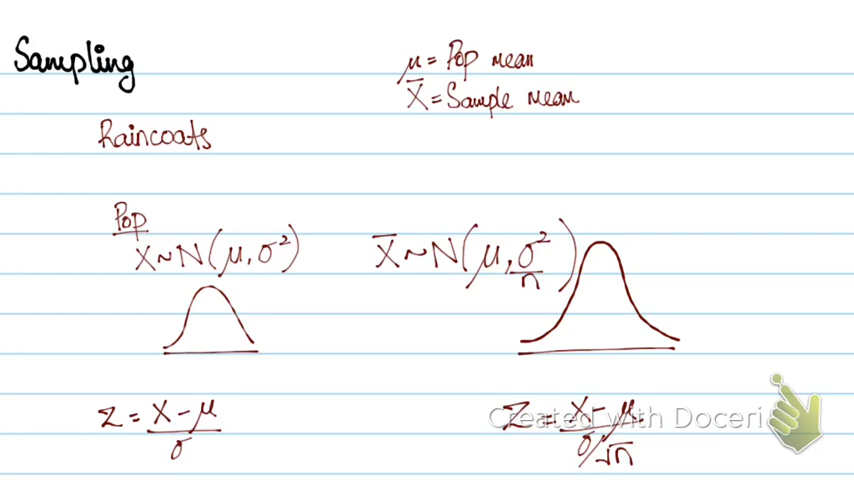 Sampling
μ = Pop mean
X̄ = Sample mean
Raincoats
Pop
X ~ N(μ, σ²)
X̄ ~ N(μ, σ²/n)
Z = X - μ / σ
Z = X - μ / σ/√n
Created with Doceri